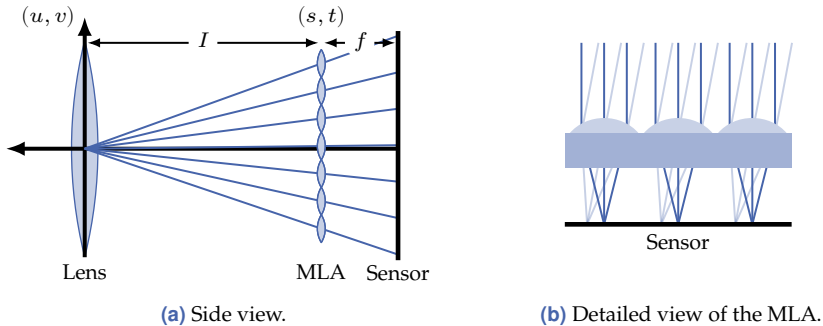 (u, v)
(s, t)
I
f
Lens
MLA
Sensor
(a) Side view.
Sensor
(b) Detailed view of the MLA.